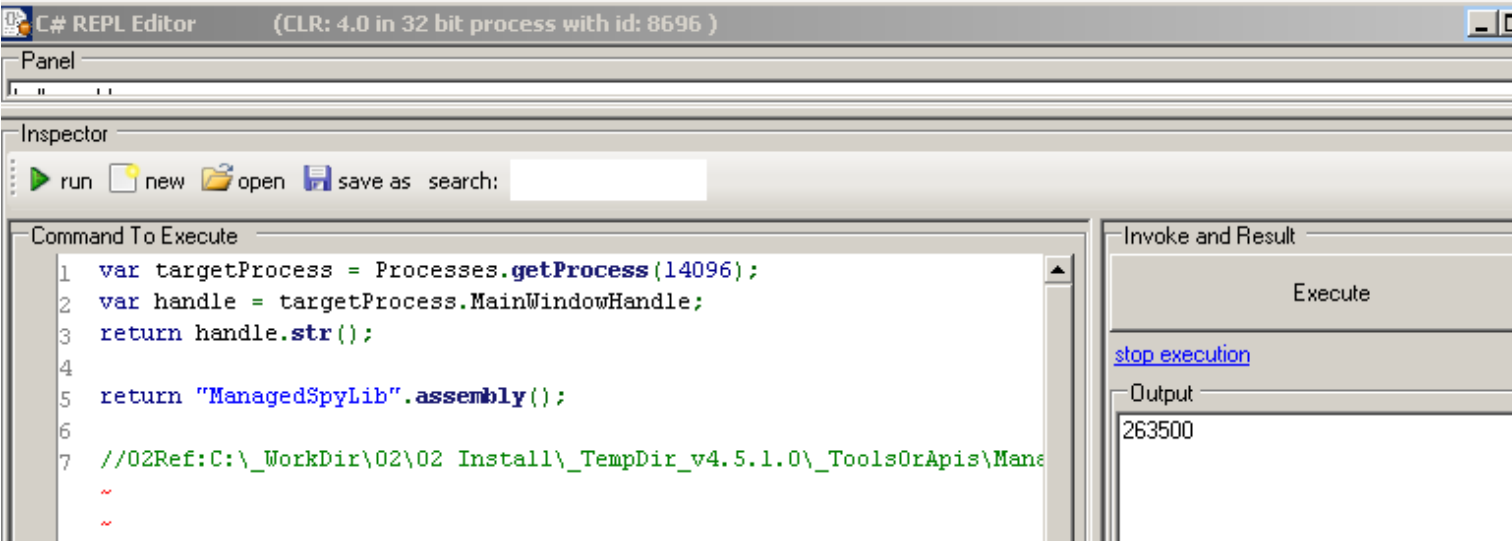 C# REPL Editor (CLR: 4.0 in 32 bit process with id: 8696 )
Panel
Inspector
run new open save as search:
Command To Execute
1 var targetProcess = Processes.getProcess(14096);
2 var handle = targetProcess.MainWindowHandle;
3 return handle.str();
4
5 return "ManagedSpyLib".assembly();
6
7 //O2Ref:C:\_WorkDir\O2\O2 Install\_TempDir_v4.5.1.0\_ToolsOrApis\Mana
~
~
Invoke and Result
Execute
stop execution
Output
263500